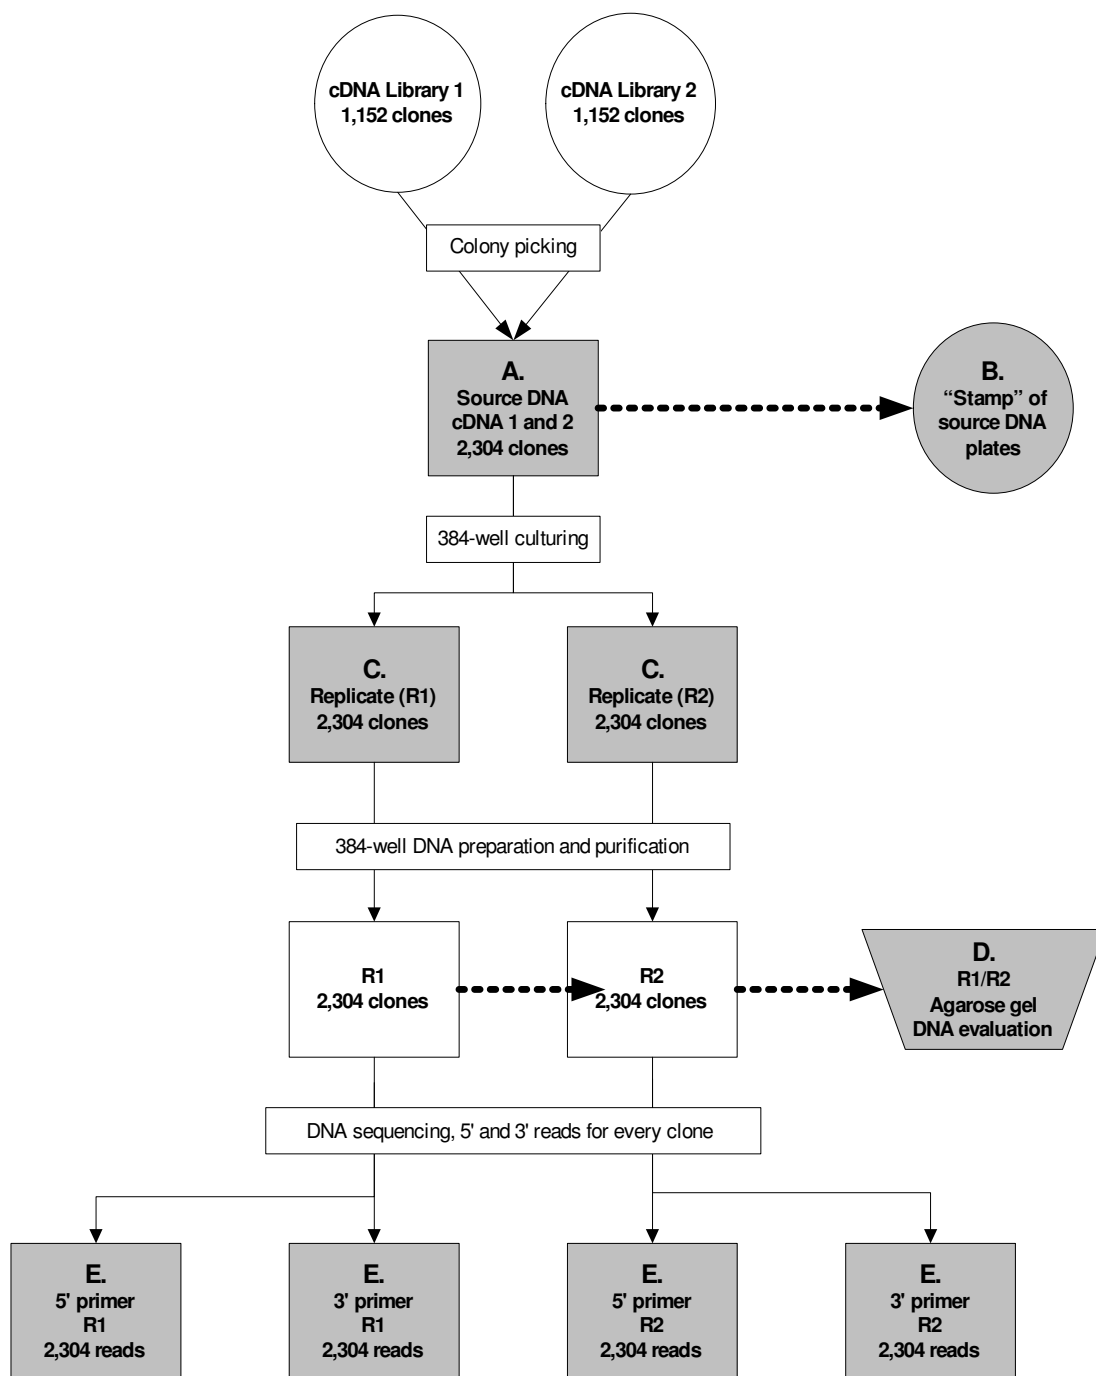 cDNA Library 1
1,152 clones
cDNA Library 2
1,152 clones
Colony picking
A.
Source DNA
cDNA 1 and 2
2,304 clones
B.
“Stamp” of
source DNA
plates
384-well culturing
C.
Replicate (R1)
2,304 clones
C.
Replicate (R2)
2,304 clones
384-well DNA preparation and purification
R1
2,304 clones
R2
2,304 clones
D.
R1/R2
Agarose gel
DNA evaluation
DNA sequencing, 5' and 3' reads for every clone
E.
5' primer
R1
2,304 reads
E.
3' primer
R1
2,304 reads
E.
5' primer
R2
2,304 reads
E.
3' primer
R2
2,304 reads